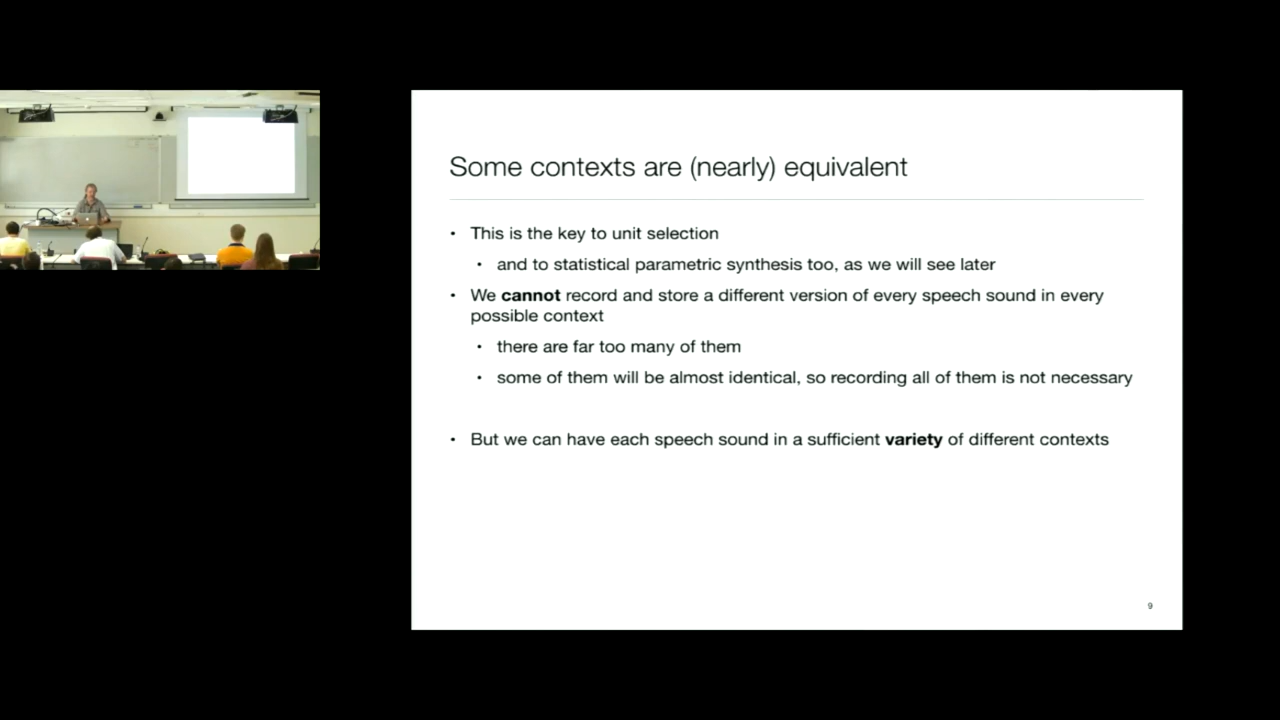 Some contexts are (nearly) equivalent
• This is the key to unit selection
• and to statistical parametric synthesis too, as we will see later
• We cannot record and store a different version of every speech sound in every
possible context
• there are far too many of them
• some of them will be almost identical, so recording all of them is not necessary
• But we can have each speech sound in a sufficient variety of different contexts
9